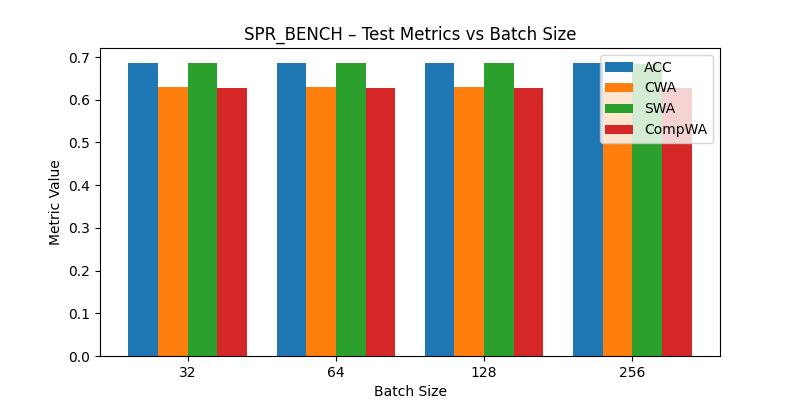 SPR_BENCH – Test Metrics vs Batch Size
0.7
0.6
0.5
0.4
0.3
0.2
0.1
0.0
Metric Value
ACC
CWA
SWA
CompWA
32 64 128 256
Batch Size